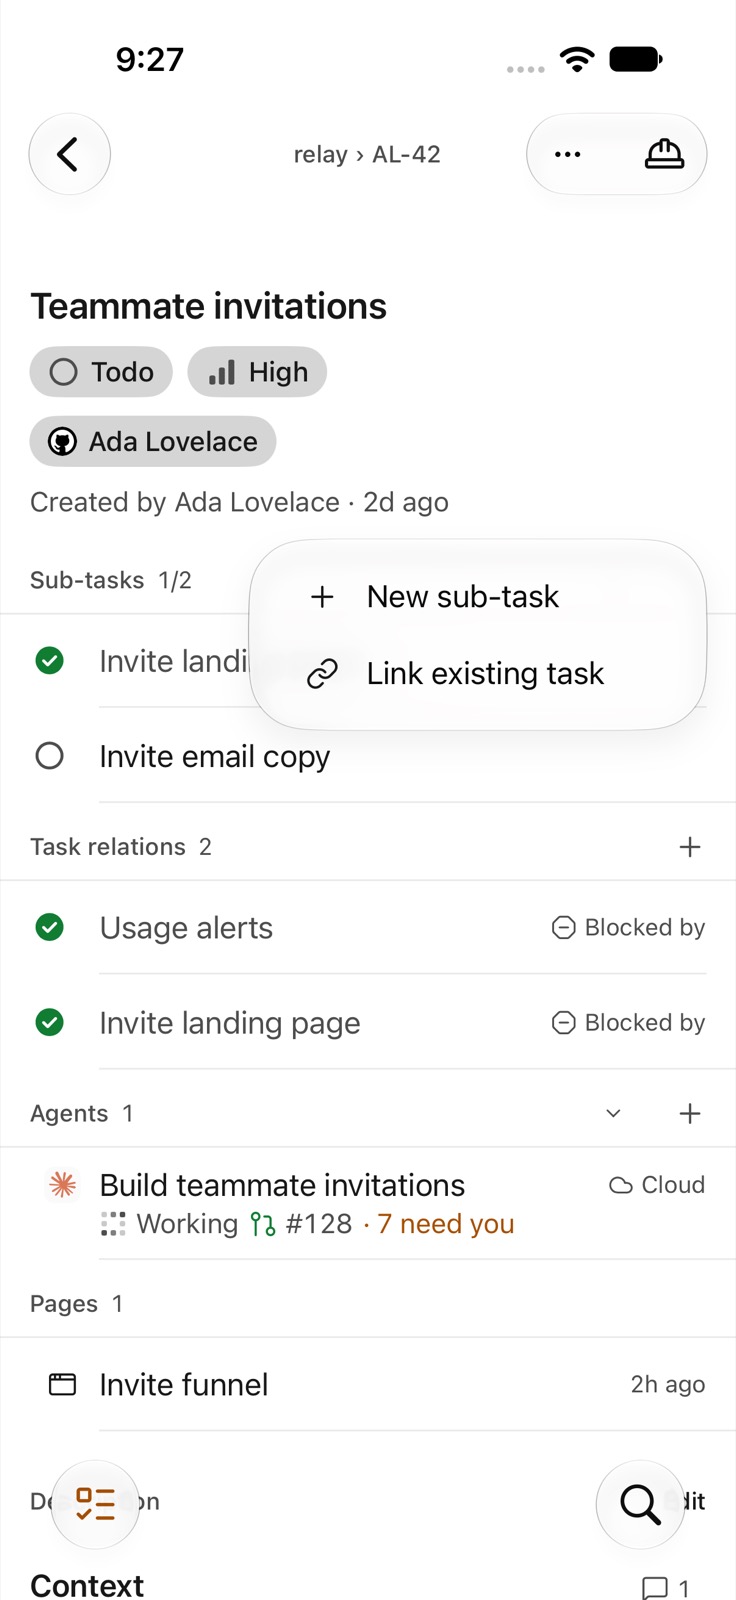 9:27
relay › AL-42
Teammate invitations
Todo
High
Ada Lovelace
Created by Ada Lovelace · 2d ago
Sub-tasks 1/2
New sub-task
Link existing task
Invite landi
Invite email copy
Task relations 2
Usage alerts
Blocked by
Invite landing page
Blocked by
Agents 1
Build teammate invitations
Cloud
Working #128 · 7 need you
Pages 1
Invite funnel
2h ago
Context
1